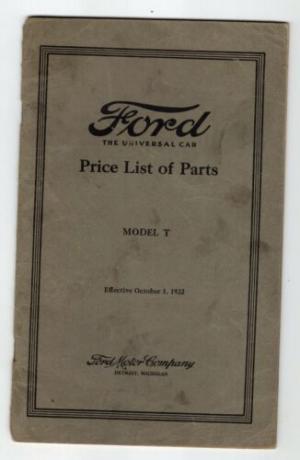 Ford
THE UNIVERSAL CAR
Price List of Parts
MODEL T
Effective October 1, 1922
Ford Motor Company
DETROIT, MICHIGAN